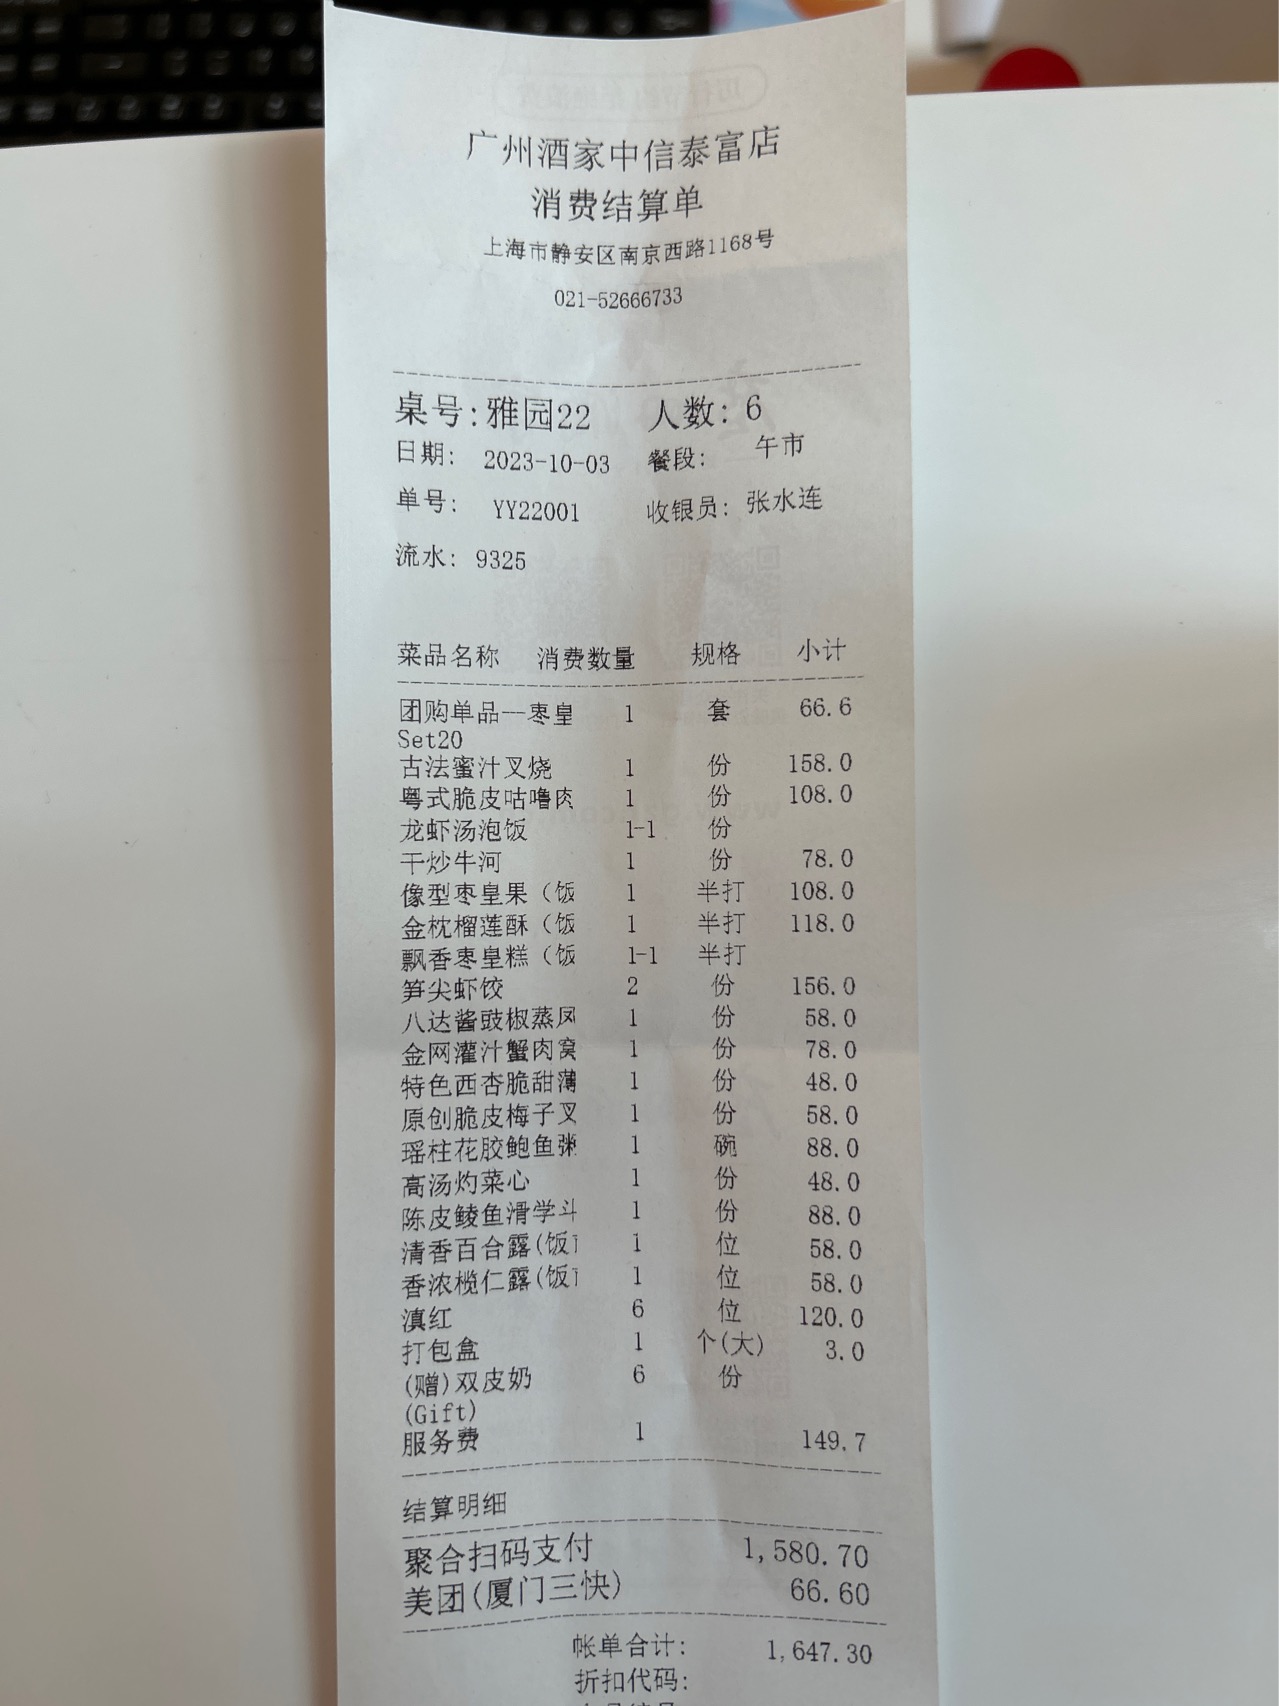 广州酒家中信泰富店
消费结算单
上海市静安区南京西路1168号
021-52666733
桌号:雅园22 人数: 6
日期: 2023-10-03 餐段: 午市
单号: YY22001 收银员: 张水连
流水: 9325
菜品名称 消费数量 规格 小计
团购单品--枣皇 1 套 66.6
Set20
古法蜜汁叉烧 1 份 158.0
粤式脆皮咕噜肉 1 份 108.0
龙虾汤泡饭 1-1 份
干炒牛河 1 份 78.0
像型枣皇果（饭 1 半打 108.0
金枕榴莲酥（饭 1 半打 118.0
飘香枣皇糕（饭 1-1 半打
笋尖虾饺 2 份 156.0
八达酱豉椒蒸凤 1 份 58.0
金网灌汁蟹肉窝 1 份 78.0
特色西杏脆甜薄 1 份 48.0
原创脆皮梅子叉 1 份 58.0
瑶柱花胶鲍鱼粥 1 碗 88.0
高汤灼菜心 1 份 48.0
陈皮鲮鱼滑学斗 1 份 88.0
清香百合露(饭 1 位 58.0
香浓榄仁露(饭 1 位 58.0
滇红 6 位 120.0
打包盒 1 个(大) 3.0
(赠)双皮奶 6 份
(Gift)
服务费 1 149.7
结算明细
聚合扫码支付 1,580.70
美团(厦门三快) 66.60
帐单合计: 1,647.30
折扣代码: